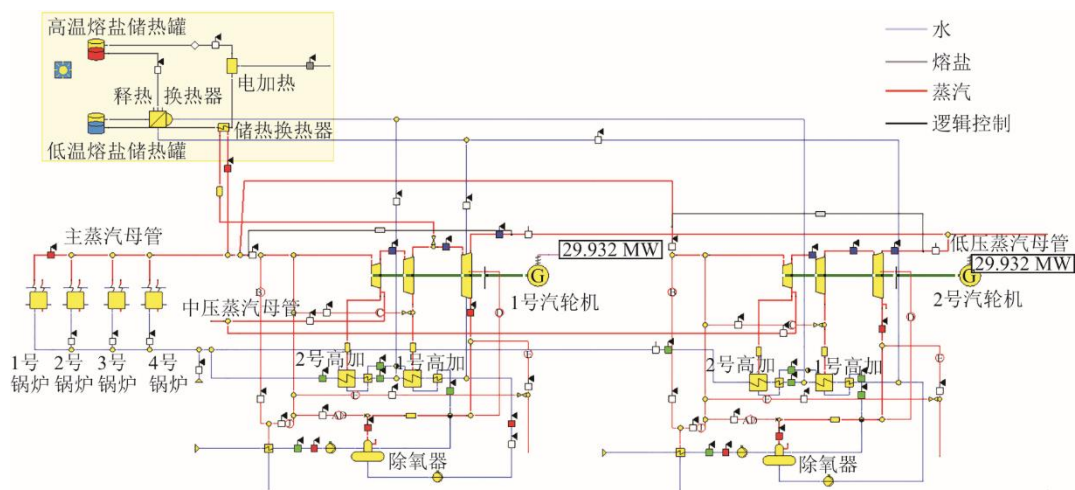 高温熔盐储热罐
电加热
释热 换热器
储热换热器
低温熔盐储热罐
水
熔盐
蒸汽
逻辑控制
主蒸汽母管
29.932 MW
G
1号汽轮机
低压蒸汽母管
29.932 MW
G
2号汽轮机
中压蒸汽母管
1号
锅炉
2号
锅炉
3号
锅炉
4号
锅炉
2号高加
1号高加
2号高加
1号高加
除氧器
除氧器